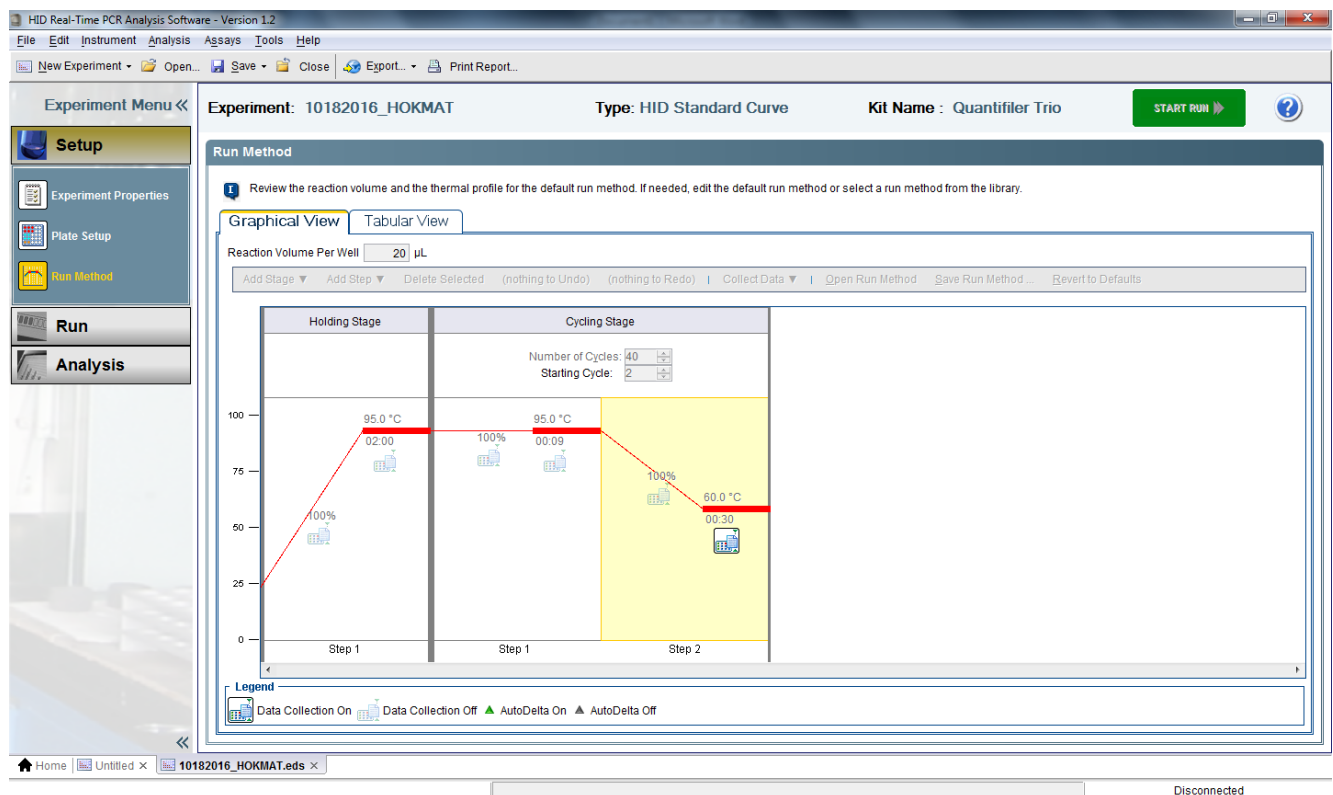 HID Real-Time PCR Analysis Software - Version 1.2
File Edit Instrument Analysis Assays Tools Help
New Experiment Open... Save Close Export... Print Report...
Experiment Menu «
Experiment: 10182016_HOKMAT Type: HID Standard Curve Kit Name : Quantifiler Trio START RUN
Setup
Experiment Properties
Plate Setup
Run Method
Run
Analysis
Run Method
Review the reaction volume and the thermal profile for the default run method. If needed, edit the default run method or select a run method from the library.
Graphical View Tabular View
Reaction Volume Per Well 20 µL
Add Stage ▼ Add Step ▼ Delete Selected (nothing to Undo) (nothing to Redo) | Collect Data ▼ | Open Run Method Save Run Method ... Revert to Defaults
Holding Stage Cycling Stage
Number of Cycles: 40
Starting Cycle: 2
100
75
50
25
0
95.0 °C
02:00
100%
95.0 °C
100%
00:09
100%
60.0 °C
00:30
Step 1 Step 1 Step 2
Legend
Data Collection On Data Collection Off AutoDelta On AutoDelta Off
«
Home Untitled × 10182016_HOKMAT.eds ×
Disconnected